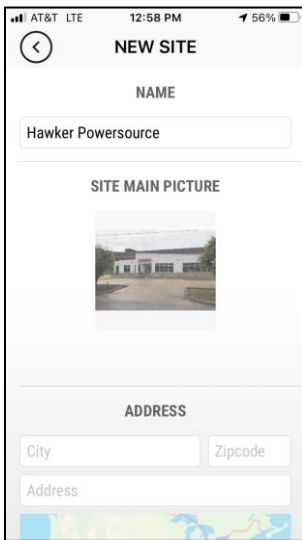 AT&T LTE 12:58 PM 56%
NEW SITE
NAME
Hawker Powersource
SITE MAIN PICTURE
ADDRESS
City Zipcode
Address